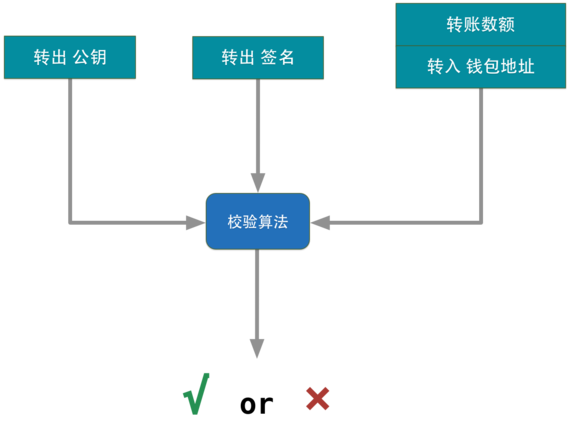 转出 公钥
转出 签名
转账数额
转入 钱包地址
校验算法
√ or ×